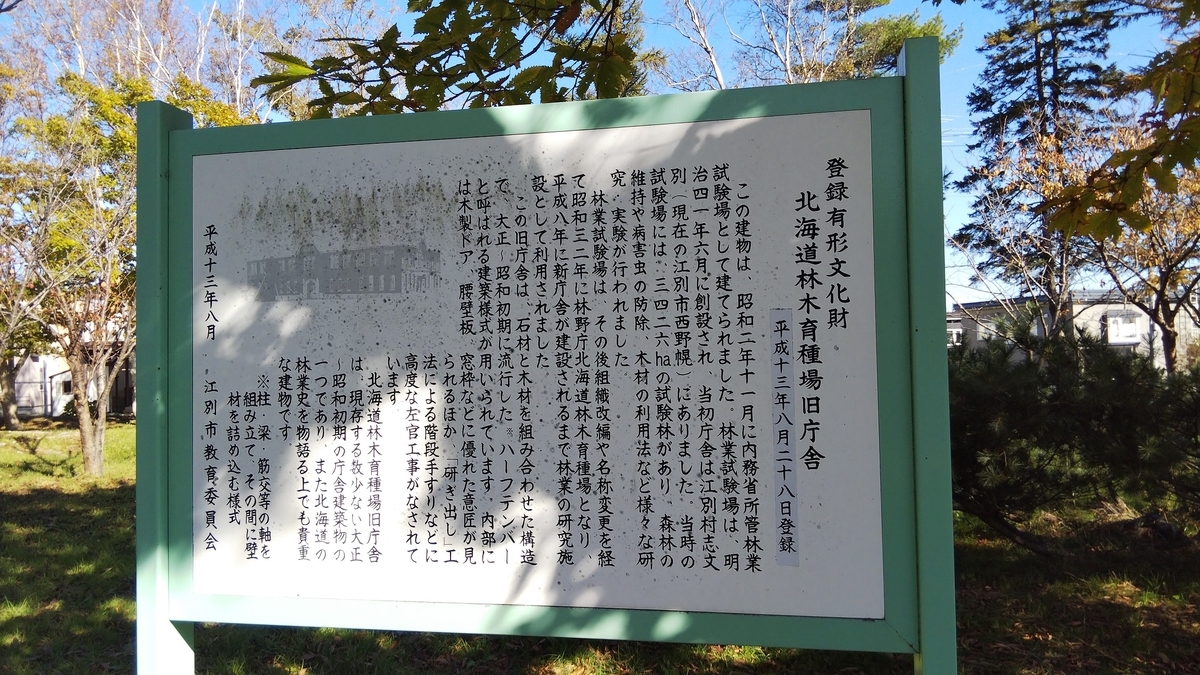 登録有形文化財
北海道林木育種場旧庁舎
平成十三年八月二十八日登録
この建物は、昭和二年十一月に内務省所管林業
試験場として建てられました。林業試験場は、明
治四一年六月に創設され、当初庁舎は江別村志文
別（現在の江別市西野幌）にありました。当時の
試験場には、三四二六haの試験林があり、森林の
維持や病害虫の防除、木材の利用法など様々な研
究、実験が行われました。
林業試験場は、その後組織改編や名称変更を経
て昭和三二年に林野庁北海道林木育種場となり、
平成八年に新庁舎が建設されるまで林業の研究施
設として利用されました。
この旧庁舎は、石材と木材を組み合わせた構造
で、大正～昭和初期に流行した※ハーフテンバー
と呼ばれる建築様式が用いられています。内部に
は木製ドア、腰壁板、窓枠などに優れた意匠が見
られるほか、「研ぎ出し」工
法による階段手すりなどに
高度な左官工事がなされて
います。
北海道林木育種場旧庁舎
は、現存する数少ない大正
～昭和初期の庁舎建築物の
一つであり、また北海道の
林業史を物語る上でも貴重
な建物です。
※柱・梁・筋交等の軸を
組み立て、その間に壁
材を詰め込む様式
平成十三年八月　江別市教育委員会